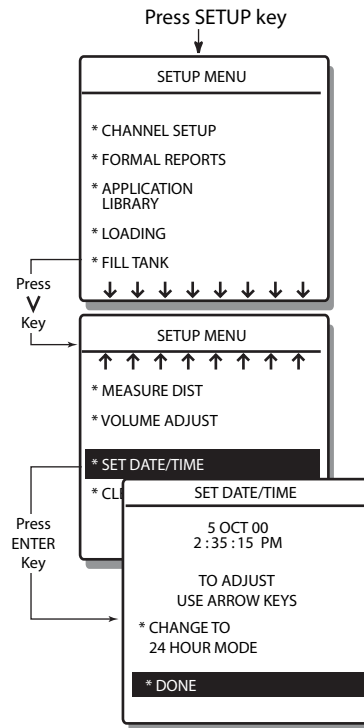 Press SETUP key
SETUP MENU
* CHANNEL SETUP
* FORMAL REPORTS
* APPLICATION
LIBRARY
* LOADING
* FILL TANK
Press
V
Key
SETUP MENU
* MEASURE DIST
* VOLUME ADJUST
* SET DATE/TIME
* CLE
Press
ENTER
Key
SET DATE/TIME
5 OCT 00
2 : 35 : 15 PM
TO ADJUST
USE ARROW KEYS
* CHANGE TO
24 HOUR MODE
* DONE